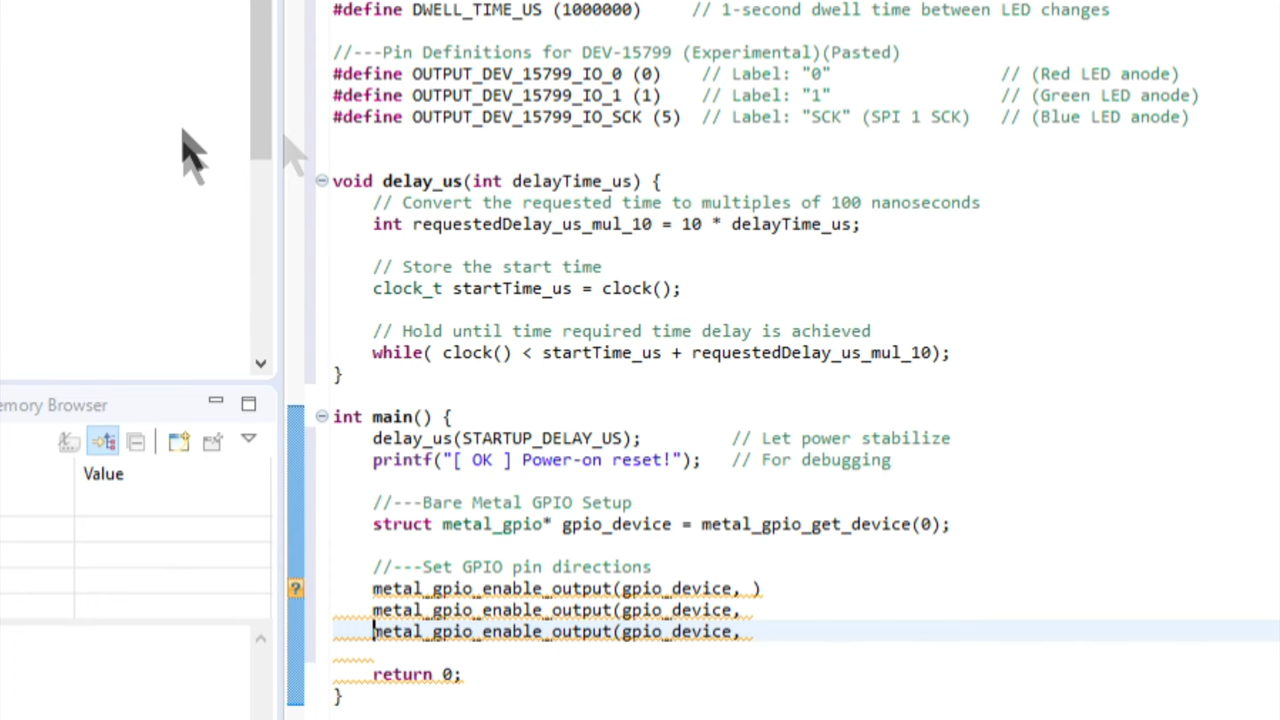 #define DWELL_TIME_US (1000000)     // 1-second dwell time between LED changes
//---Pin Definitions for DEV-15799 (Experimental)(Pasted)
#define OUTPUT_DEV_15799_IO_0 (0)    // Label: "0"                 // (Red LED anode)
#define OUTPUT_DEV_15799_IO_1 (1)    // Label: "1"                 // (Green LED anode)
#define OUTPUT_DEV_15799_IO_SCK (5)  // Label: "SCK" (SPI 1 SCK)   // (Blue LED anode)
void delay_us(int delayTime_us) {
    // Convert the requested time to multiples of 100 nanoseconds
    int requestedDelay_us_mul_10 = 10 * delayTime_us;
    // Store the start time
    clock_t startTime_us = clock();
    // Hold until time required time delay is achieved
    while( clock() < startTime_us + requestedDelay_us_mul_10);
}
emory Browser
Value
int main() {
    delay_us(STARTUP_DELAY_US);         // Let power stabilize
    printf("[ OK ] Power-on reset!");   // For debugging
    //---Bare Metal GPIO Setup
    struct metal_gpio* gpio_device = metal_gpio_get_device(0);
    //---Set GPIO pin directions
    metal_gpio_enable_output(gpio_device, )
    metal_gpio_enable_output(gpio_device,
    metal_gpio_enable_output(gpio_device,
    return 0;
}